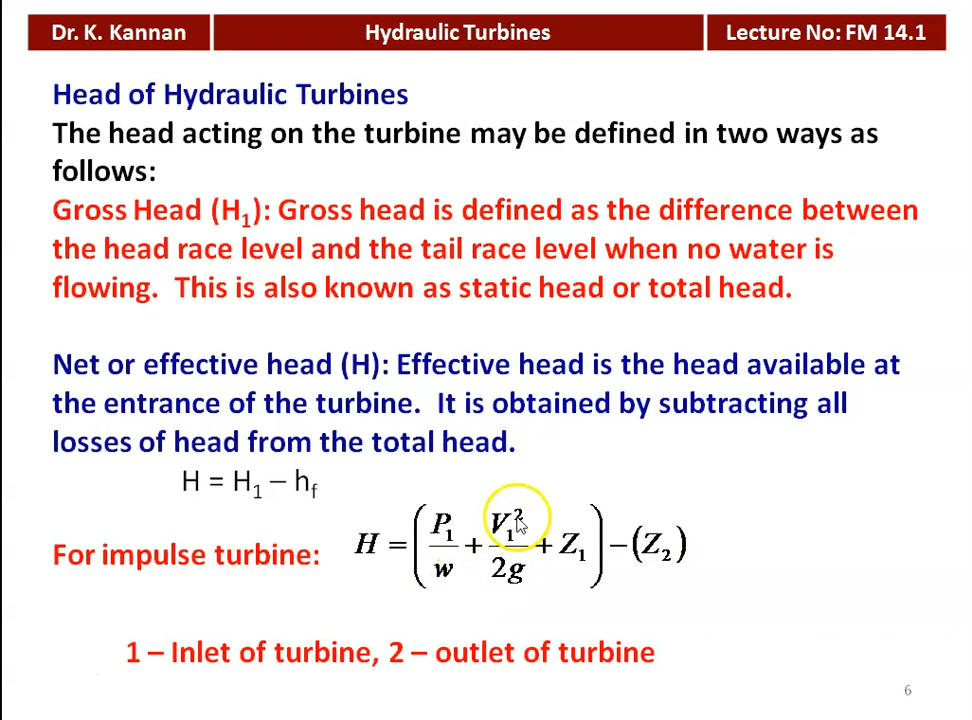 Dr. K. Kannan Hydraulic Turbines Lecture No: FM 14.1
Head of Hydraulic Turbines
The head acting on the turbine may be defined in two ways as
follows:
Gross Head (H₁): Gross head is defined as the difference between
the head race level and the tail race level when no water is
flowing. This is also known as static head or total head.
Net or effective head (H): Effective head is the head available at
the entrance of the turbine. It is obtained by subtracting all
losses of head from the total head.
H = H₁ – h_f
For impulse turbine: H = (P₁/w + V₁²/2g + Z₁) − (Z₂)
1 – Inlet of turbine, 2 – outlet of turbine
6